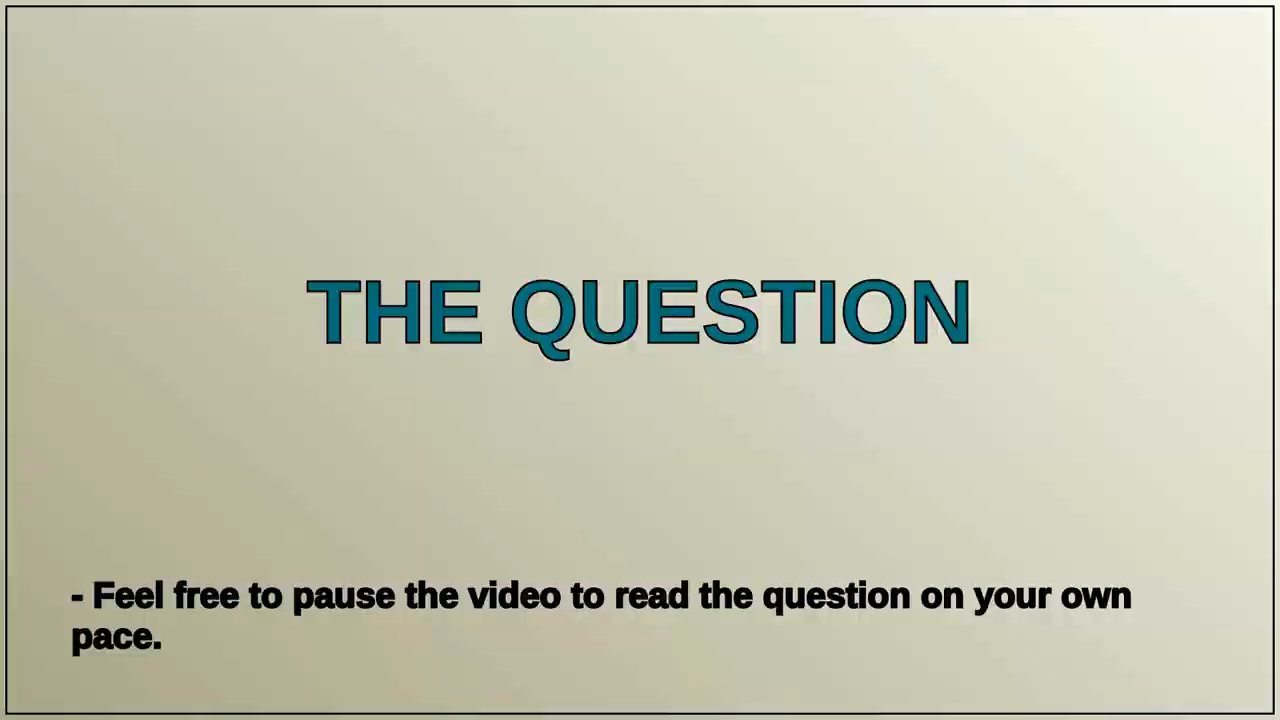 THE QUESTION
- Feel free to pause the video to read the question on your own
pace.